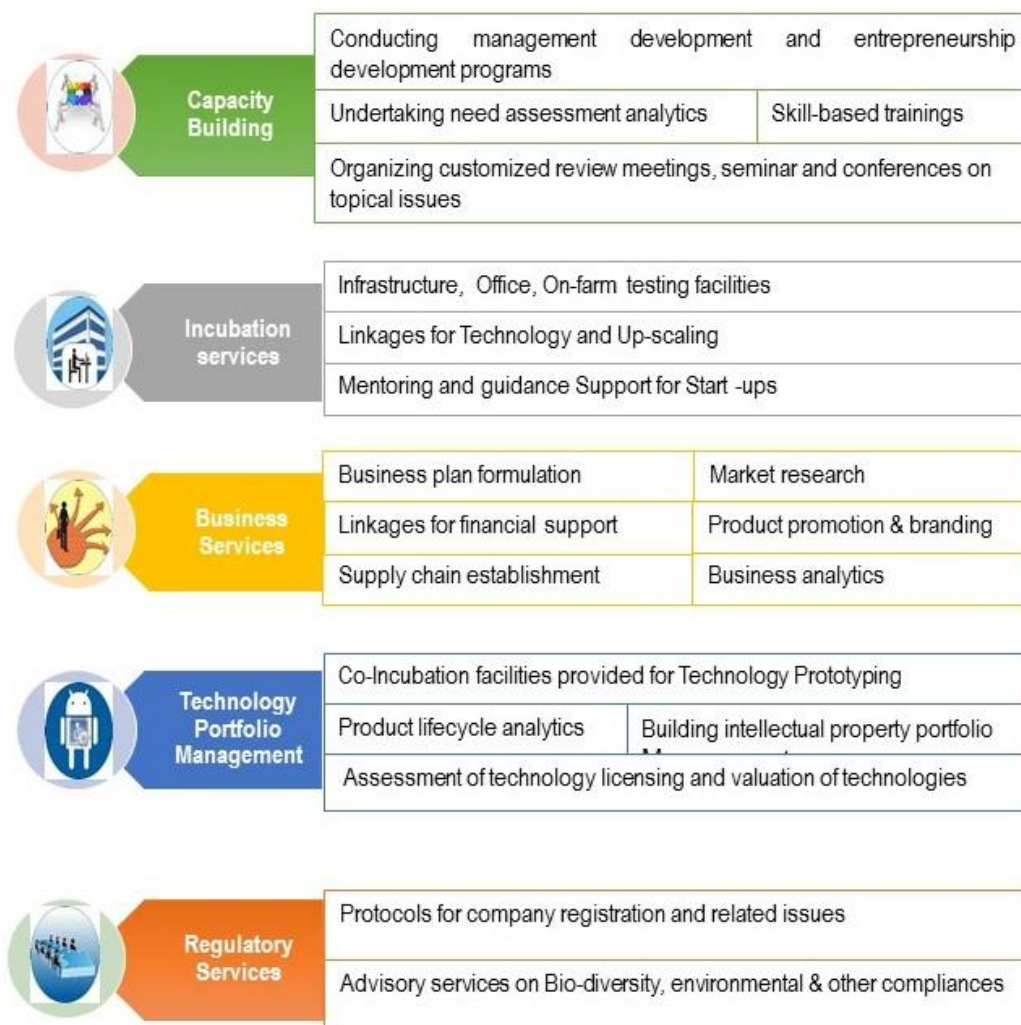 Capacity
Building
Conducting management development and entrepreneurship
development programs
Undertaking need assessment analytics
Skill-based trainings
Organizing customized review meetings, seminar and conferences on
topical issues
Incubation
services
Infrastructure, Office, On-farm testing facilities
Linkages for Technology and Up-scaling
Mentoring and guidance Support for Start -ups
Business
Services
Business plan formulation
Market research
Linkages for financial support
Product promotion & branding
Supply chain establishment
Business analytics
Technology
Portfolio
Management
Co-Incubation facilities provided for Technology Prototyping
Product lifecycle analytics
Building intellectual property portfolio
Assessment of technology licensing and valuation of technologies
Regulatory
Services
Protocols for company registration and related issues
Advisory services on Bio-diversity, environmental & other compliances